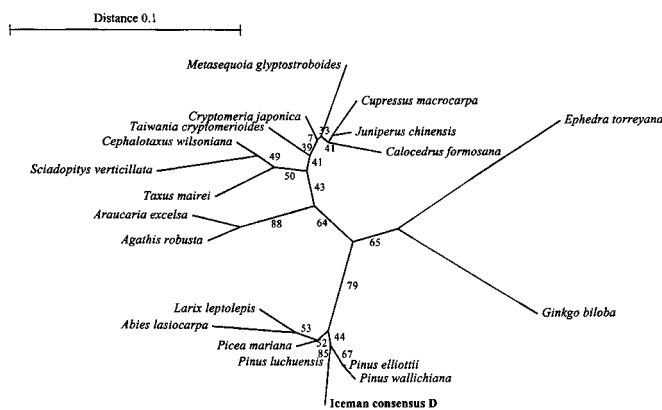 Distance 0.1
Metasequoia glyptostroboides
Cupressus macrocarpa
Cryptomeria japonica
7
33
Ephedra torreyana
Taiwania cryptomerioides
39
41
Juniperus chinensis
Cephalotaxus wilsoniana
49
41
Calocedrus formosana
Sciadopitys verticillata
50
Taxus mairei
43
Araucaria excelsa
88
64
Agathis robusta
65
79
Larix leptolepis
Ginkgo biloba
Abies lasiocarpa
53
44
Picea mariana
52
Pinus luchuensis
85
67
Pinus elliottii
Pinus wallichiana
Iceman consensus D